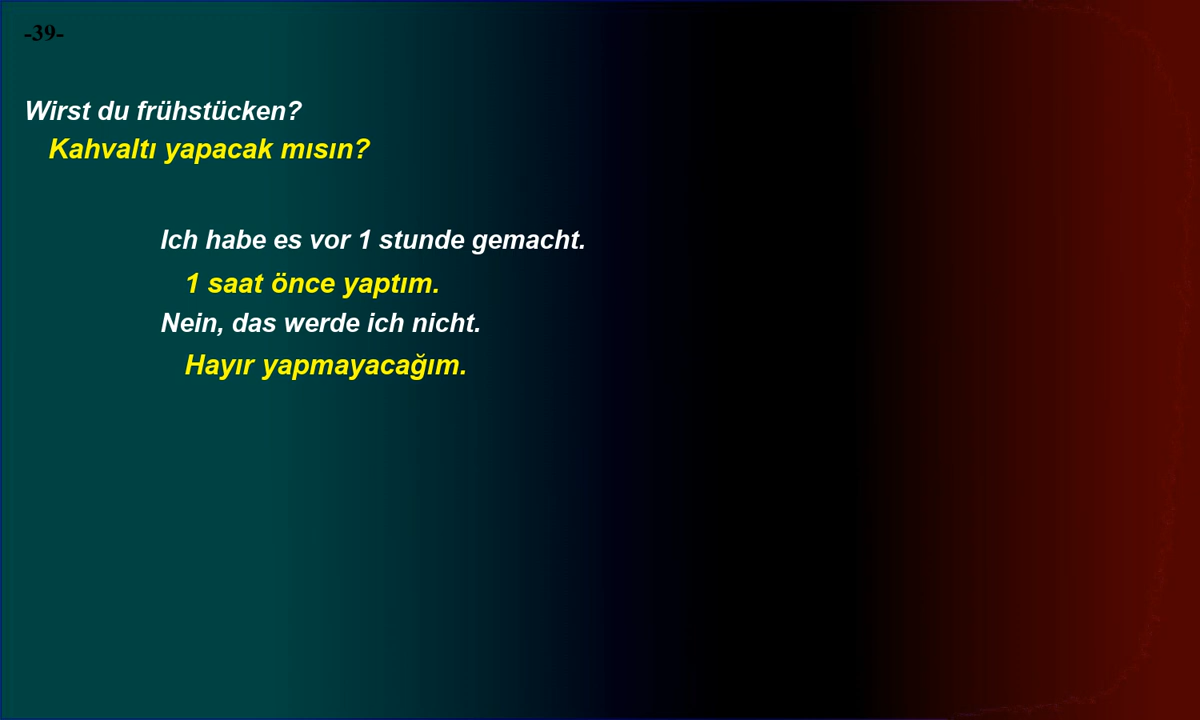 -39-
Wirst du frühstücken?
Kahvaltı yapacak mısın?
Ich habe es vor 1 stunde gemacht.
1 saat önce yaptım.
Nein, das werde ich nicht.
Hayır yapmayacağım.